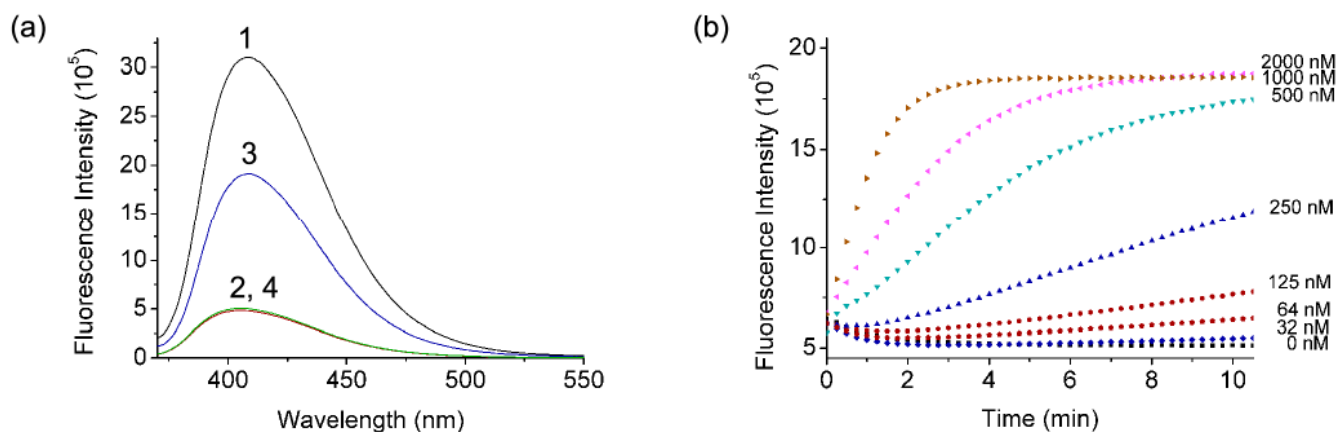 (a)
Fluorescence Intensity (10⁵)
30
25
20
15
10
5
0
1
3
2, 4
400
450
500
550
Wavelength (nm)
(b)
Fluorescence Intensity (10⁵)
20
15
10
5
0
2
4
6
8
10
Time (min)
2000 nM
1000 nM
500 nM
250 nM
125 nM
64 nM
32 nM
0 nM